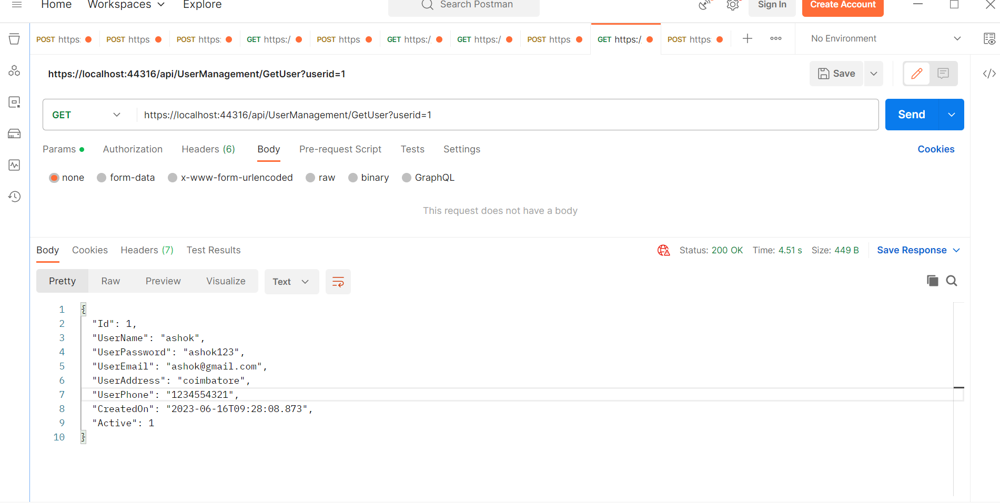 Home Workspaces Explore Search Postman Sign In Create Account
POST https: POST https POST https: GET https:/ POST https GET https:/ GET https:/ POST https GET https:/ POST https No Environment
https://localhost:44316/api/UserManagement/GetUser?userid=1 Save
GET https://localhost:44316/api/UserManagement/GetUser?userid=1 Send
Params Authorization Headers (6) Body Pre-request Script Tests Settings Cookies
none form-data x-www-form-urlencoded raw binary GraphQL
This request does not have a body
Body Cookies Headers (7) Test Results Status: 200 OK Time: 4.51 s Size: 449 B Save Response
Pretty Raw Preview Visualize Text
1 {
2 "Id": 1,
3 "UserName": "ashok",
4 "UserPassword": "ashok123",
5 "UserEmail": "ashok@gmail.com",
6 "UserAddress": "coimbatore",
7 "UserPhone": "1234554321",
8 "CreatedOn": "2023-06-16T09:28:08.873",
9 "Active": 1
10 }